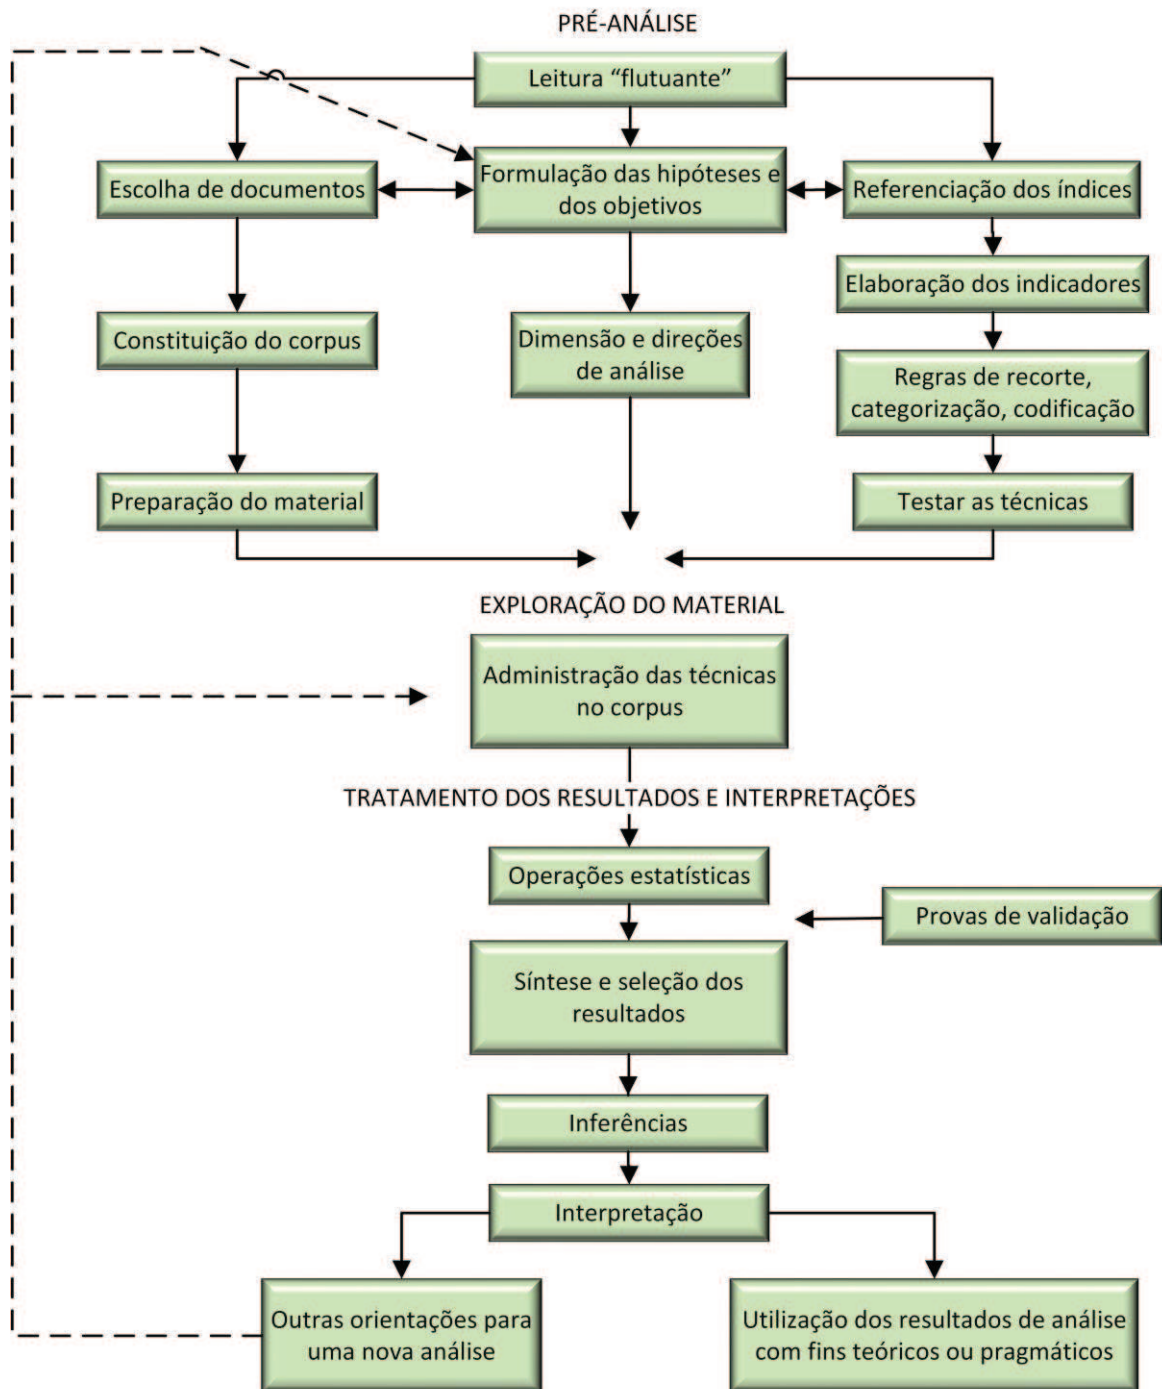 PRÉ-ANÁLISE
Leitura “flutuante”
Escolha de documentos
Formulação das hipóteses e
dos objetivos
Referenciação dos índices
Elaboração dos indicadores
Constituição do corpus
Dimensão e direções
de análise
Regras de recorte,
categorização, codificação
Preparação do material
Testar as técnicas
EXPLORAÇÃO DO MATERIAL
Administração das técnicas
no corpus
TRATAMENTO DOS RESULTADOS E INTERPRETAÇÕES
Operações estatísticas
Provas de validação
Síntese e seleção dos
resultados
Inferências
Interpretação
Outras orientações para
uma nova análise
Utilização dos resultados de análise
com fins teóricos ou pragmáticos